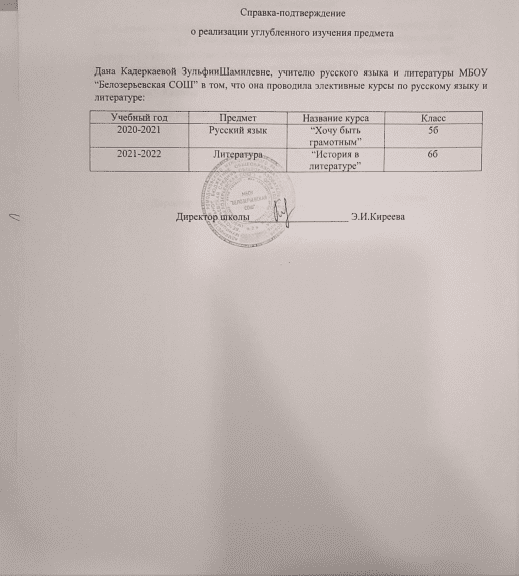 Справка-подтверждение
о реализации углубленного изучения предмета
Дана Кадеркаевой ЗульфииШамилевне, учителю русского языка и литературы МБОУ
“Белозерьевская СОШ” в том, что она проводила элективные курсы по русскому языку и
литературе:
Учебный год Предмет Название курса Класс
2020-2021 Русский язык “Хочу быть 5б
грамотным”
2021-2022 Литература “История в 6б
литературе”
Директор школы Э.И.Киреева